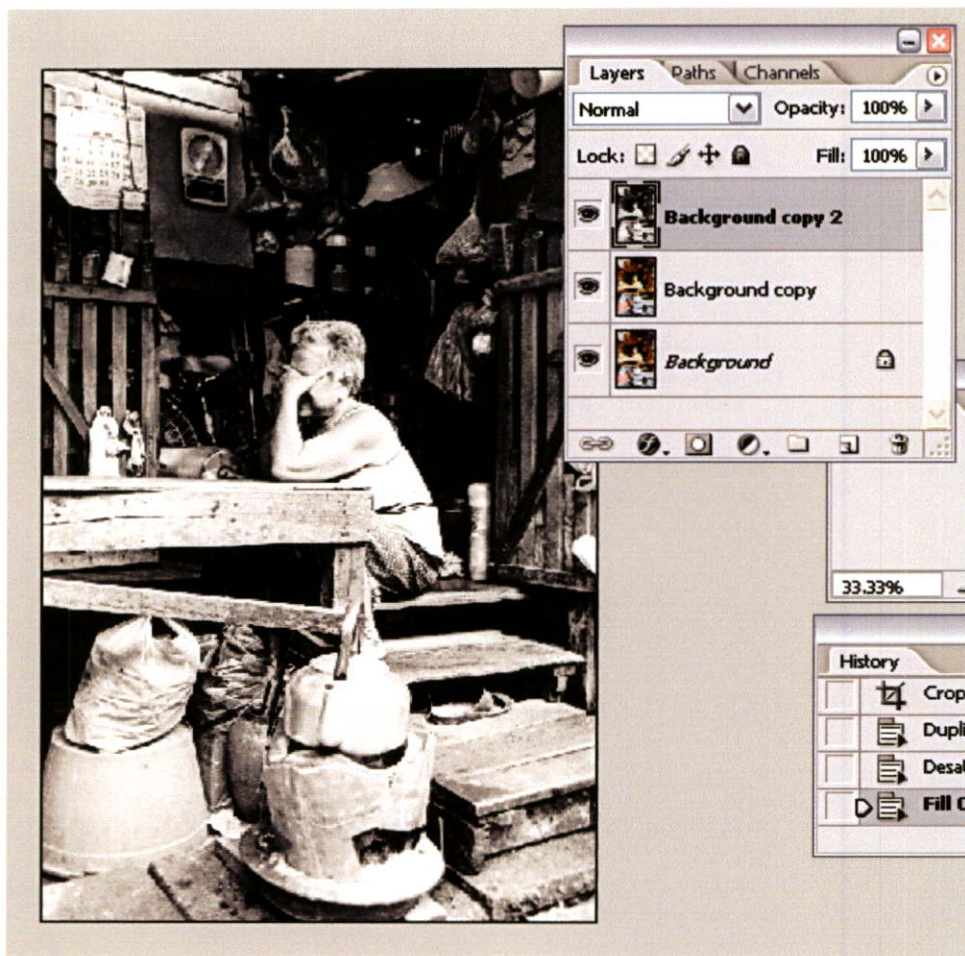 Layers Paths Channels
Normal Opacity: 100%
Lock: Fill: 100%
Background copy 2
Background copy
Background
33.33%
History
Crop
Dupli
Desat
Fill O